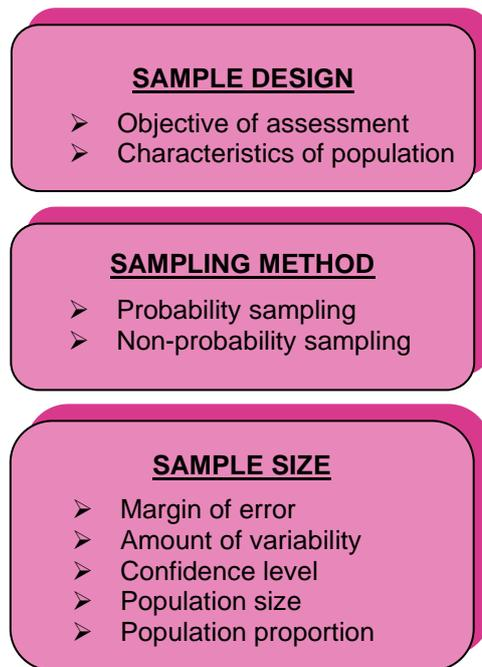 SAMPLE DESIGN
➢ Objective of assessment
➢ Characteristics of population
SAMPLING METHOD
➢ Probability sampling
➢ Non-probability sampling
SAMPLE SIZE
➢ Margin of error
➢ Amount of variability
➢ Confidence level
➢ Population size
➢ Population proportion